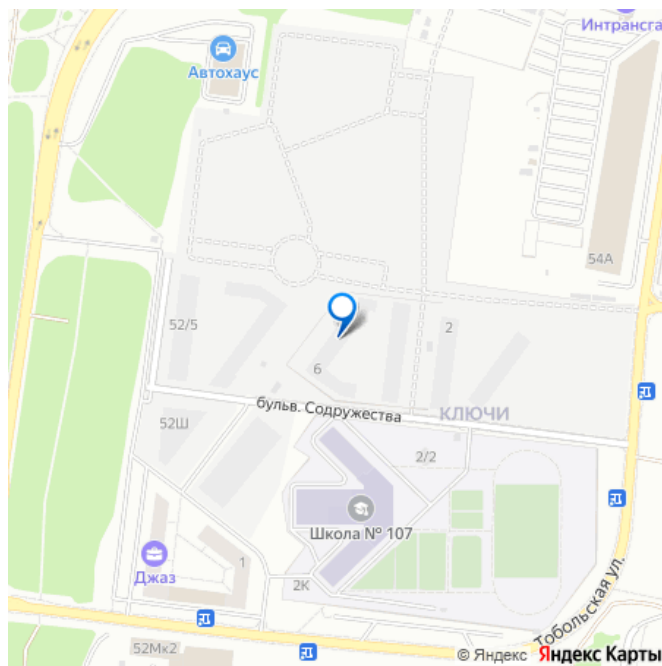 Интрансга
Автохаус
54А
52/5
2
6
бульв. Содружества
КЛЮЧИ
52Ш
2/2
Школа № 107
Джаз
1
2К
Тобольская ул.
52Мк2
© Яндекс Яндекс Карты